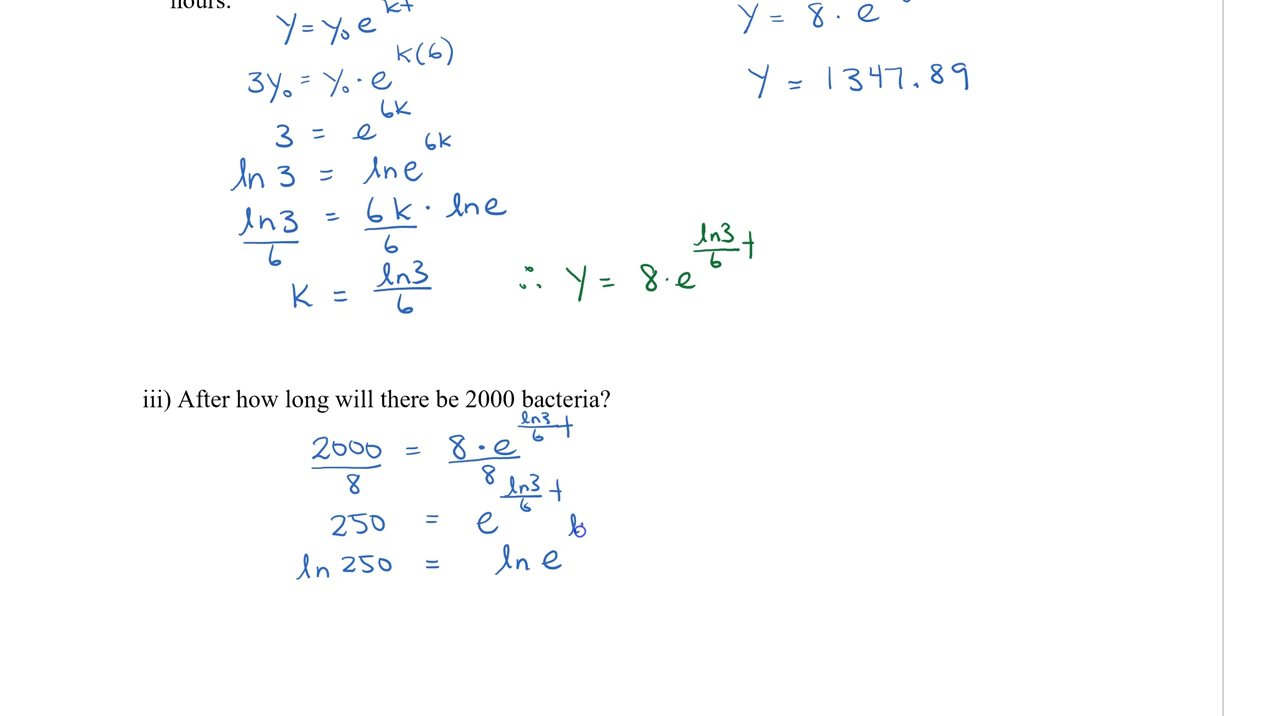 hours.
y = y₀ e^kt
3y₀ = y₀ · e^k(6)
3 = e^6k
ln 3 = ln e^6k
ln3/6 = 6k/6 · ln e
k = ln3/6
y = 8 · e
y = 1347.89
∴ y = 8 · e^(ln3/6 t)
iii) After how long will there be 2000 bacteria?
2000/8 = 8 · e^(ln3/6 t)/8
250 = e^(ln3/6 t)
ln 250 = ln e